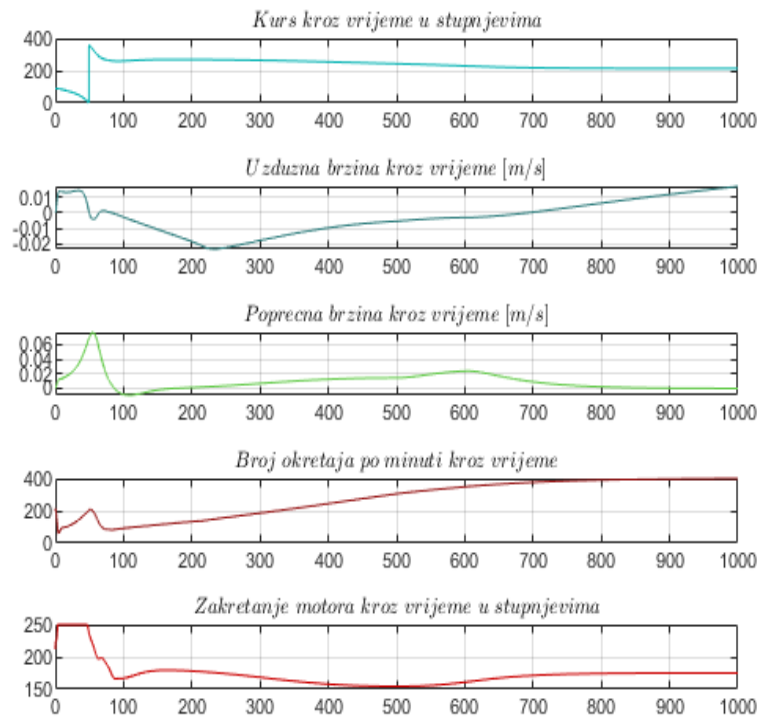 Kurs kroz vrijeme u stupnjevima
400
200
0
0 100 200 300 400 500 600 700 800 900 1000
Uzduzna brzina kroz vrijeme [m/s]
0.01
0
-0.01
-0.02
0 100 200 300 400 500 600 700 800 900 1000
Poprecna brzina kroz vrijeme [m/s]
0.06
0.04
0.02
0
0 100 200 300 400 500 600 700 800 900 1000
Broj okretaja po minuti kroz vrijeme
400
200
0
0 100 200 300 400 500 600 700 800 900 1000
Zakretanje motora kroz vrijeme u stupnjevima
250
200
150
0 100 200 300 400 500 600 700 800 900 1000